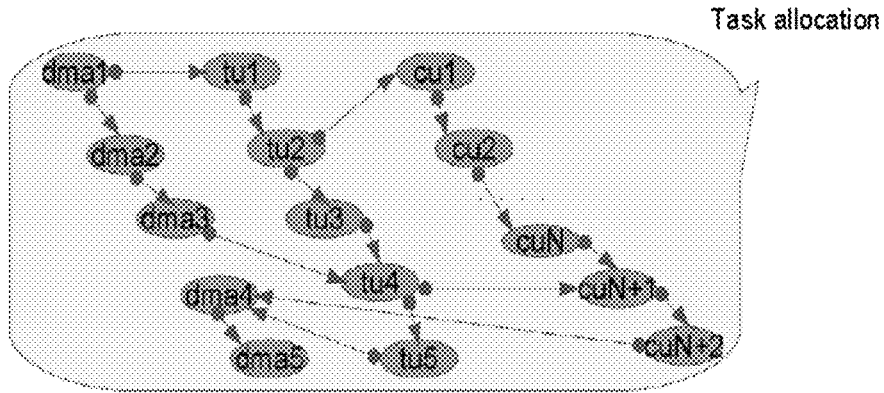 Task allocation
dma1 tu1 cu1
dma2 tu2 cu2
dma3 tu3 cuN
dma4 tu4 cuN+1
dma5 tu5 cuN+2